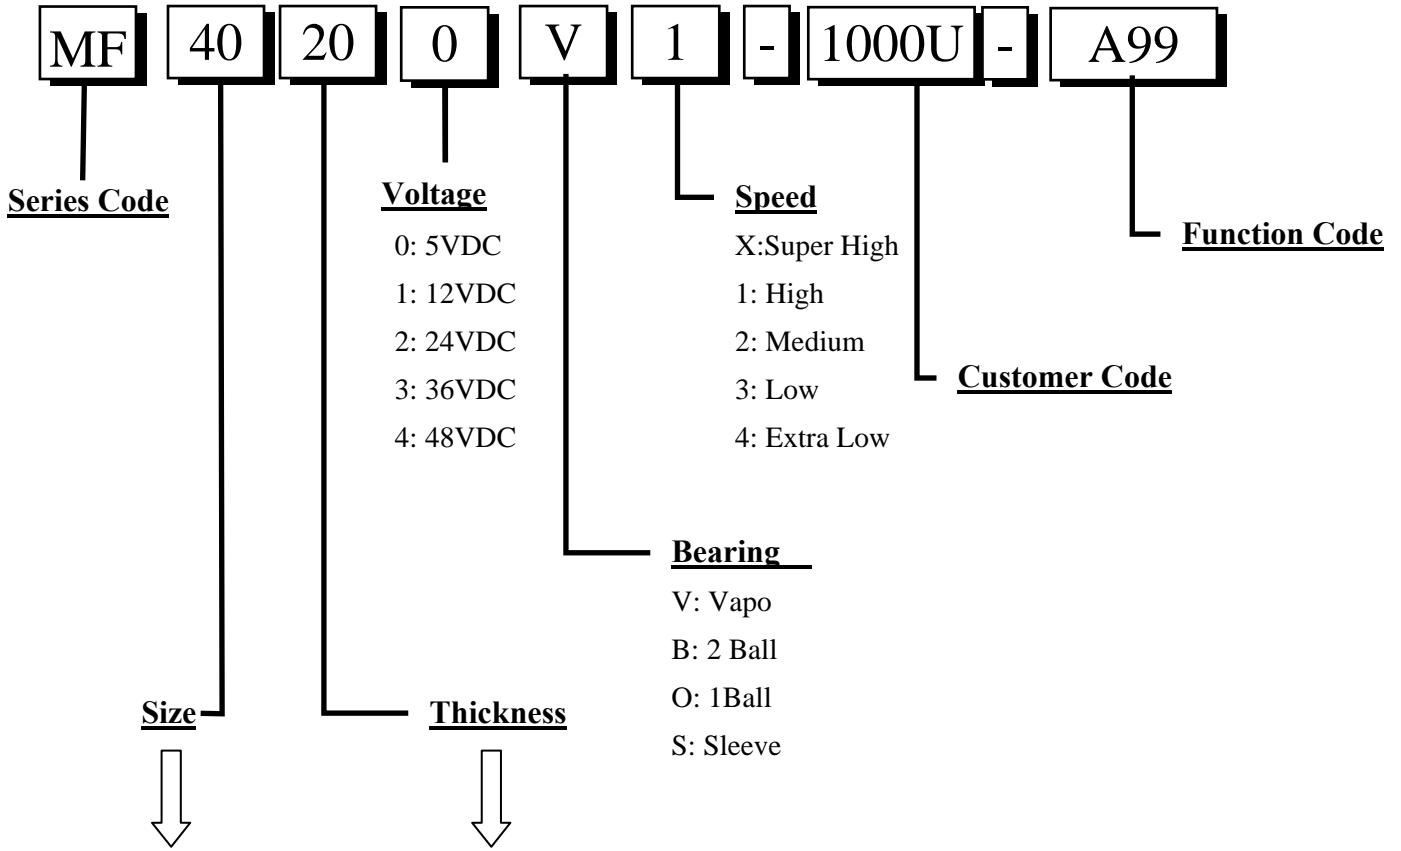 MF 40 20 0 V 1 - 1000U - A99
Series Code
Voltage
0: 5VDC
1: 12VDC
2: 24VDC
3: 36VDC
4: 48VDC
Speed
X:Super High
1: High
2: Medium
3: Low
4: Extra Low
Function Code
Customer Code
Bearing
V: Vapo
B: 2 Ball
O: 1Ball
S: Sleeve
Size
Thickness